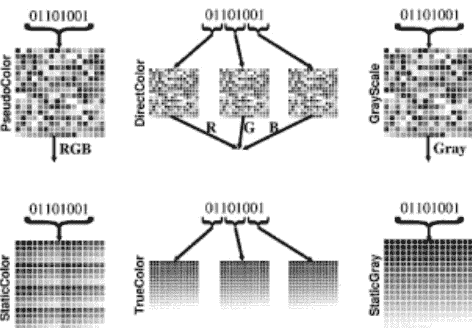 01101001
01101001
01101001
PseudoColor
DirectColor
GrayScale
R
G
B
RGB
Gray
01101001
01101001
01101001
StaticColor
TrueColor
StaticGray